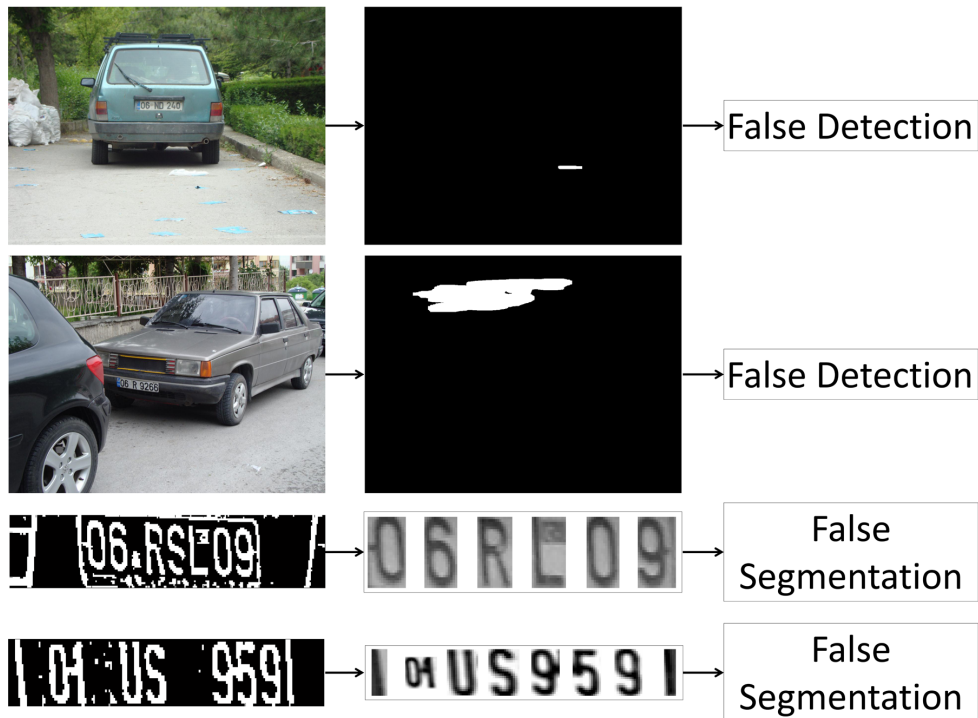 06 ND 240
False Detection
06 R 9266
False Detection
06 RSL09
06RL09
False
Segmentation
01 US 959
01US959
False
Segmentation